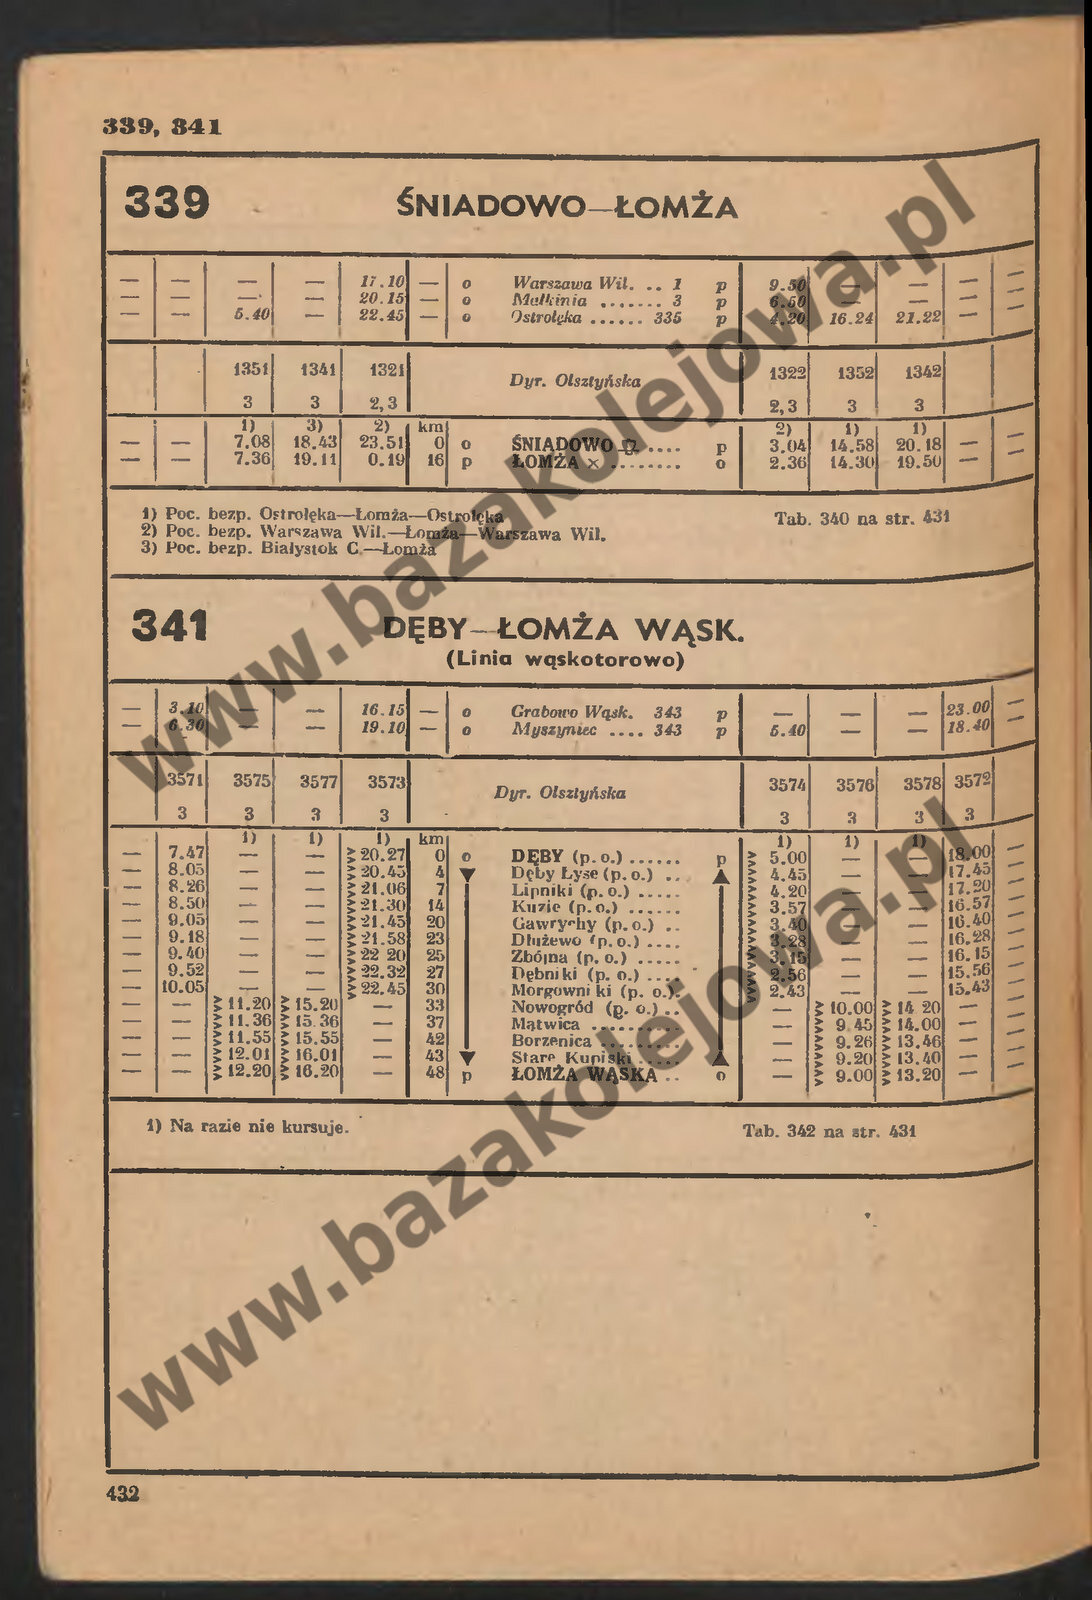 339, 341
339 ŚNIADOWO—ŁOMŻA
— — — — 17.10 — o Warszawa Wil. .. 1 p 9.50 — — — —
— — — — 20.15 — o Małkinia ....... 3 p 6.50 — — — —
— — 5.40 — 22.45 — o Ostrołęka ...... 335 p 4.20 16.24 21.22 — —
1351 1341 1321 Dyr. Olsztyńska 1322 1352 1342
3 3 2,3 2,3 3 3
1) 3) 2) km 2) 1) 1)
— — 7.08 18.43 23.51 0 o ŚNIADOWO .... p 3.04 14.58 20.18 — —
— — 7.36 19.11 0.19 16 p ŁOMŻA × ........ o 2.36 14.30 19.50 — —
1) Poc. bezp. Ostrołęka—Łomża—Ostrołęka Tab. 340 na str. 431
2) Poc. bezp. Warszawa Wil.—Łomża—Warszawa Wil.
3) Poc. bezp. Białystok C.—Łomża
341 DĘBY—ŁOMŻA WĄSK.
(Linia wąskotorowo)
— 3.10 — — 16.15 — o Grabowo Wąsk. 343 p — — — 23.00 —
— 6.30 — — 19.10 — o Myszyniec .... 343 p 5.40 — — 18.40 —
3571 3575 3577 3573 Dyr. Olsztyńska 3574 3576 3578 3572
3 3 3 3 3 3 3 3
1) 1) 1) km 1) 1) 1)
— 7.47 — — 20.27 0 o DĘBY (p.o.) ...... p 5.00 — — 18.00 —
— 8.05 — — 20.45 4 Dęby Łyse (p.o.) .. 4.45 — — 17.45 —
— 8.26 — — 21.06 7 Lipniki (p.o.) ..... 4.20 — — 17.20 —
— 8.50 — — 21.30 14 Kuzie (p.o.) ...... 3.57 — — 16.57 —
— 9.05 — — 21.45 20 Gawrychy (p.o.) .. 3.40 — — 16.40 —
— 9.18 — — 21.58 23 Dłużewo (p.o.) .... 3.28 — — 16.28 —
— 9.40 — — 22 20 25 Zbójna (p.o.) ..... 3.15 — — 16.15 —
— 9.52 — — 22.32 27 Dębniki (p. o.) .... 2.56 — — 15.56 —
— 10.05 — — 22.45 30 Morgowniki (p. o.). 2.43 — — 15.43 —
— — 11.20 15.20 — 33 Nowogród (p. o.) .. — 10.00 14 20 — —
— — 11.36 15 36 — 37 Mątwica .......... — 9 45 14.00 — —
— — 11.55 15.55 — 42 Borzenica ........ — 9.26 13.46 — —
— — 12.01 16.01 — 43 Stare Kupiski ..... — 9.20 13.40 — —
— — 12.20 16.20 — 48 p ŁOMŻA WĄSKA .. o — 9.00 13.20 — —
1) Na razie nie kursuje. Tab. 342 na str. 431
432
www.bazakolejowa.pl
www.bazakolejowa.pl